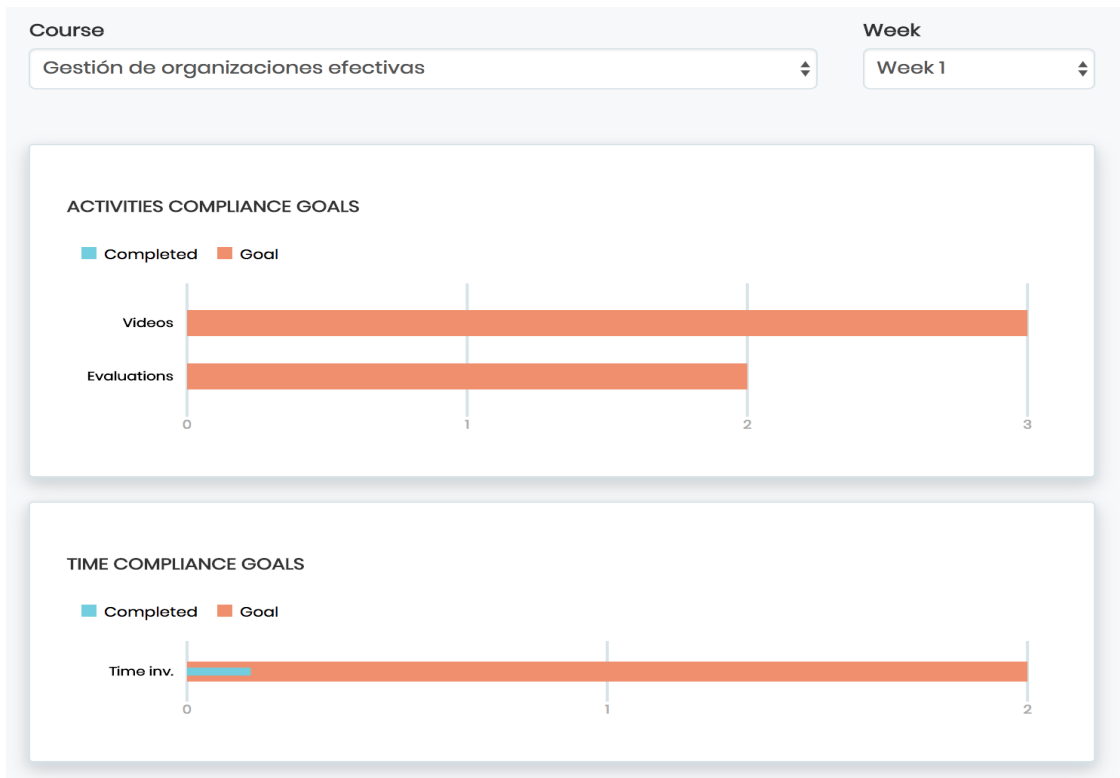 Course
Week
Gestión de organizaciones efectivas
Week 1
ACTIVITIES COMPLIANCE GOALS
Completed Goal
Videos
Evaluations
0 1 2 3
TIME COMPLIANCE GOALS
Completed Goal
Time inv.
0 1 2